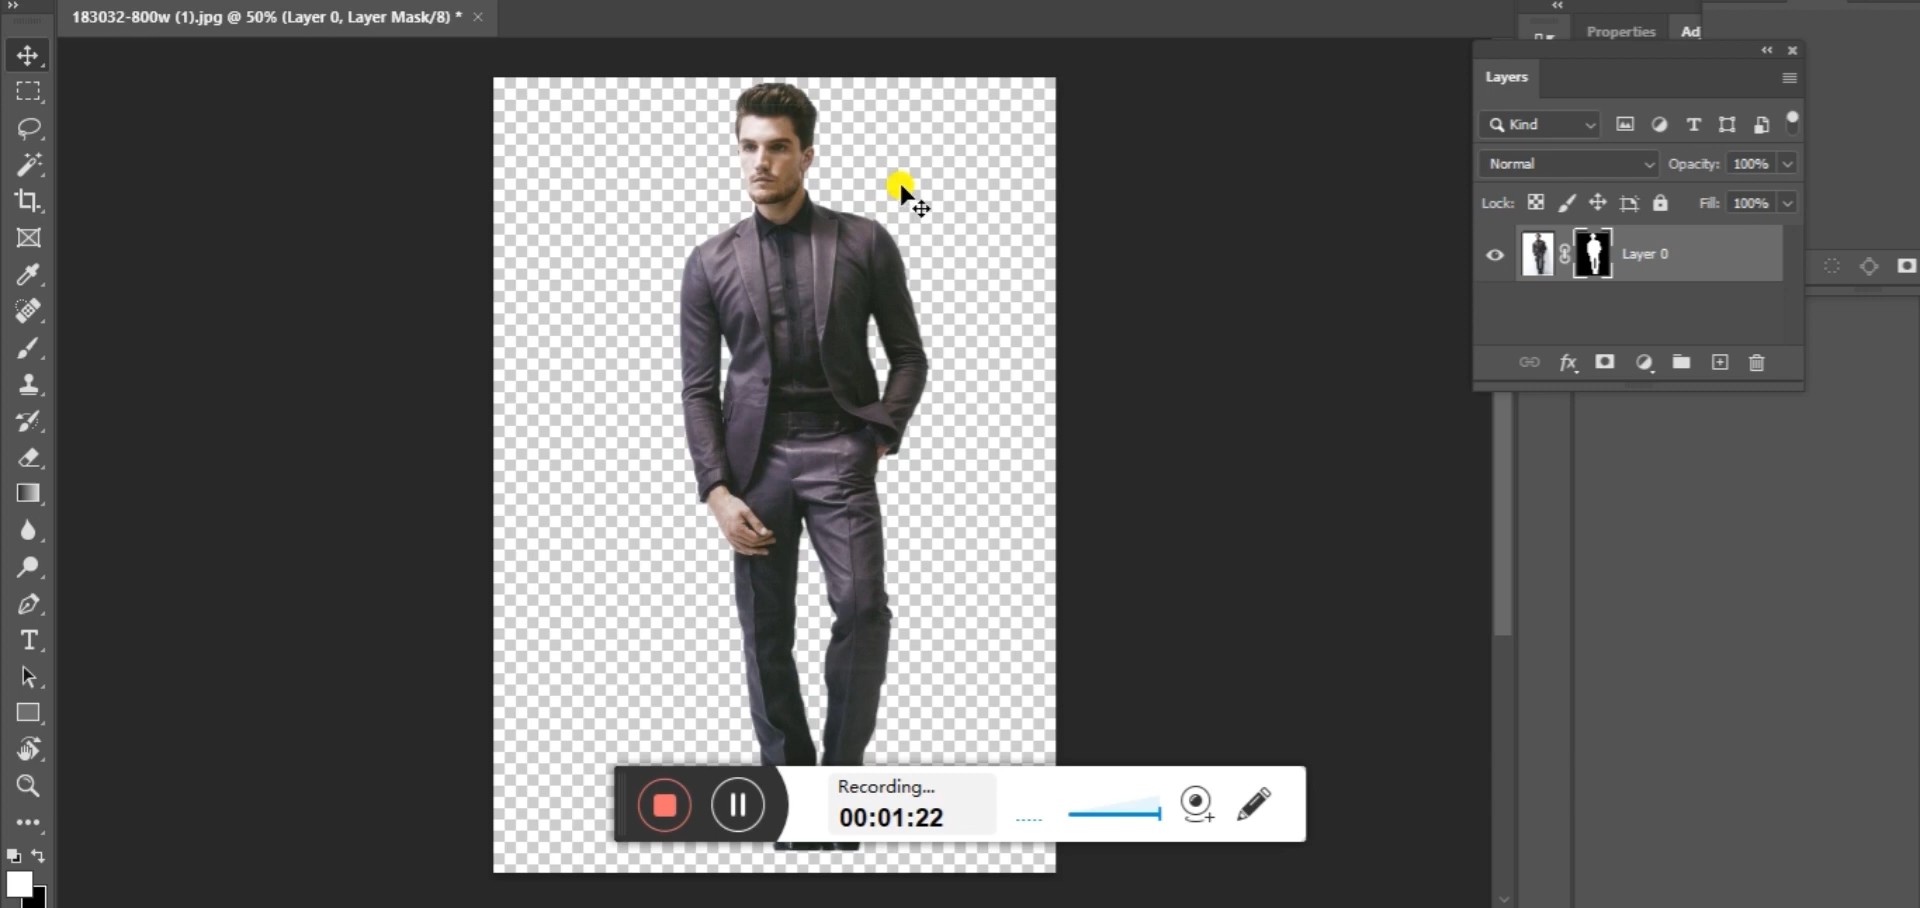 183032-800w (1).jpg @ 50% (Layer 0, Layer Mask/8) *
Properties
Layers
Kind
Normal
Opacity: 100%
Lock:
Fill: 100%
Layer 0
Recording...
00:01:22